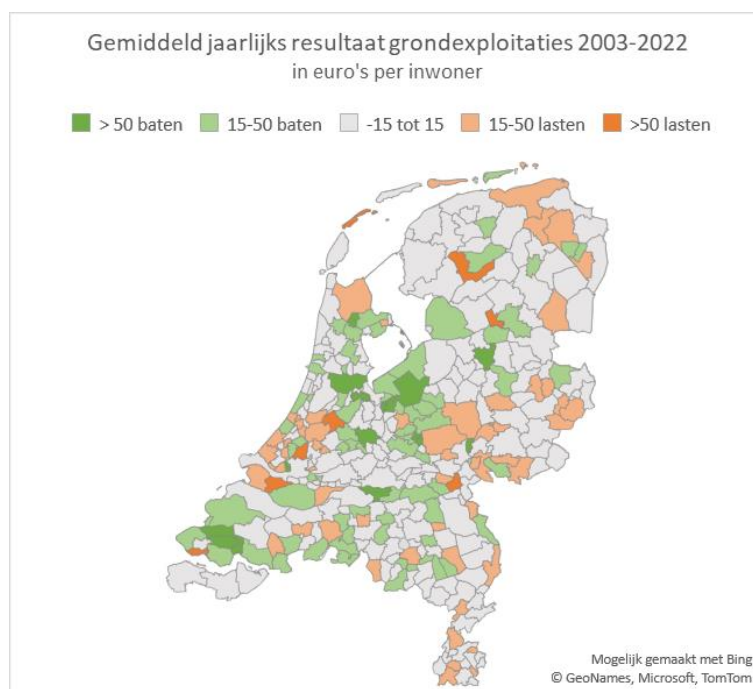 Gemiddeld jaarlijks resultaat grondexploitaties 2003-2022
in euro's per inwoner
> 50 baten 15-50 baten -15 tot 15 15-50 lasten >50 lasten
Mogelijk gemaakt met Bing
© GeoNames, Microsoft, TomTom